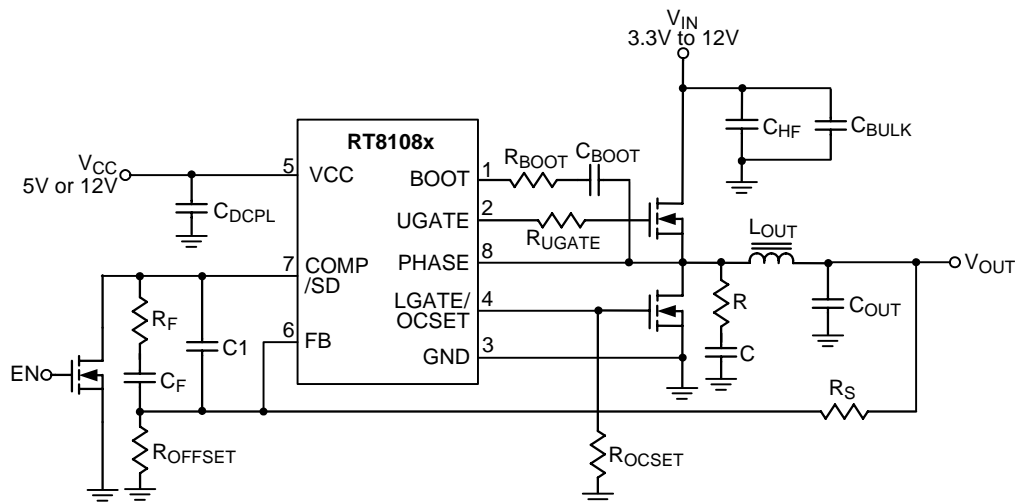 VIN
3.3V to 12V
RT8108x
CHF
CBULK
VCC
5V or 12V
5
VCC
BOOT
1
RBOOT
CBOOT
CDCPL
UGATE
2
RUGATE
LOUT
7
COMP
/SD
PHASE
8
VOUT
RF
LGATE/
OCSET
4
R
COUT
C1
6
FB
GND
3
C
EN
CF
RS
ROFFSET
ROCSET